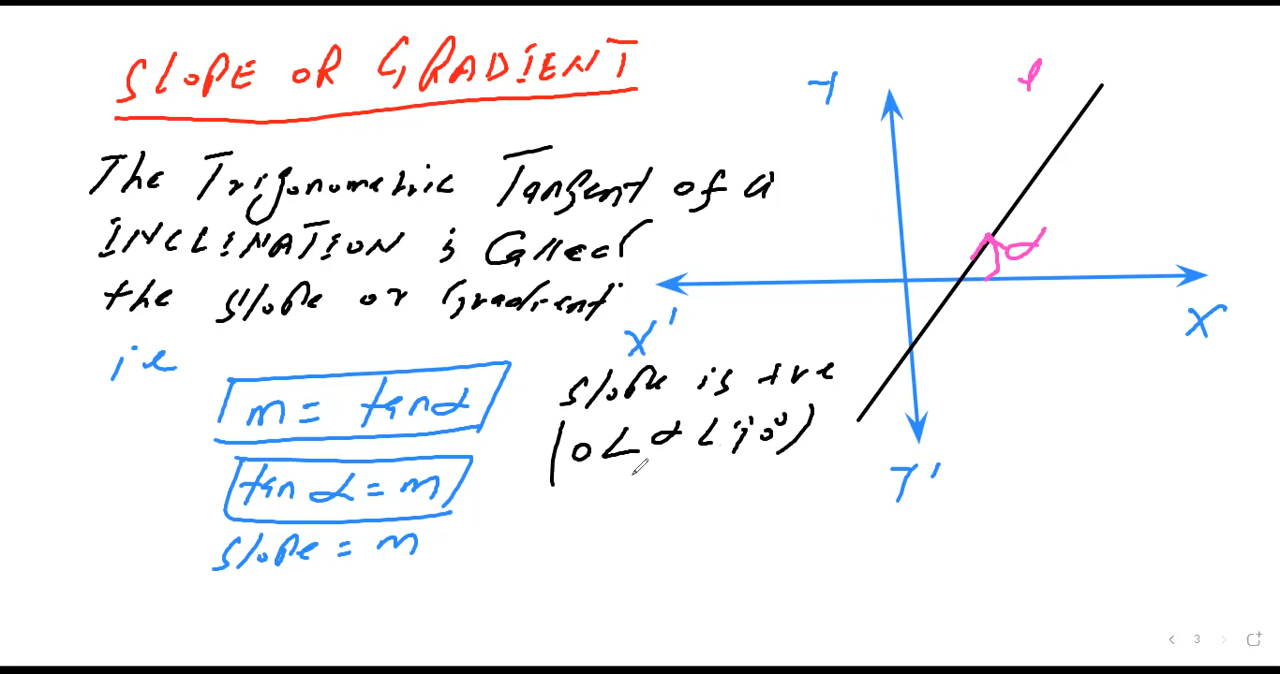 SLOPE OR GRADIENT
The Trigonometric Tangent of a
INCLINATION is Called
the slope or Gradient
ie
m = tanα
tan α = m
slope = m
slope is +ve
(0 < α < 90°)
Y
l
α
X'
X
Y'
3